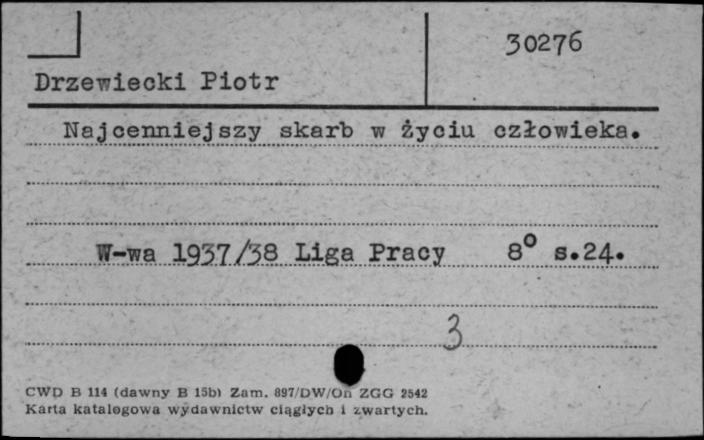 30276
Drzewiecki Piotr
Najcenniejszy skarb w życiu człowieka.
W-wa 1937/38 Liga Pracy 8° s.24.
3
CWD B 114 (dawny B 15b) Zam. 897/DW/On ZGG 2542
Karta katalogowa wydawnictw ciągłych i zwartych.